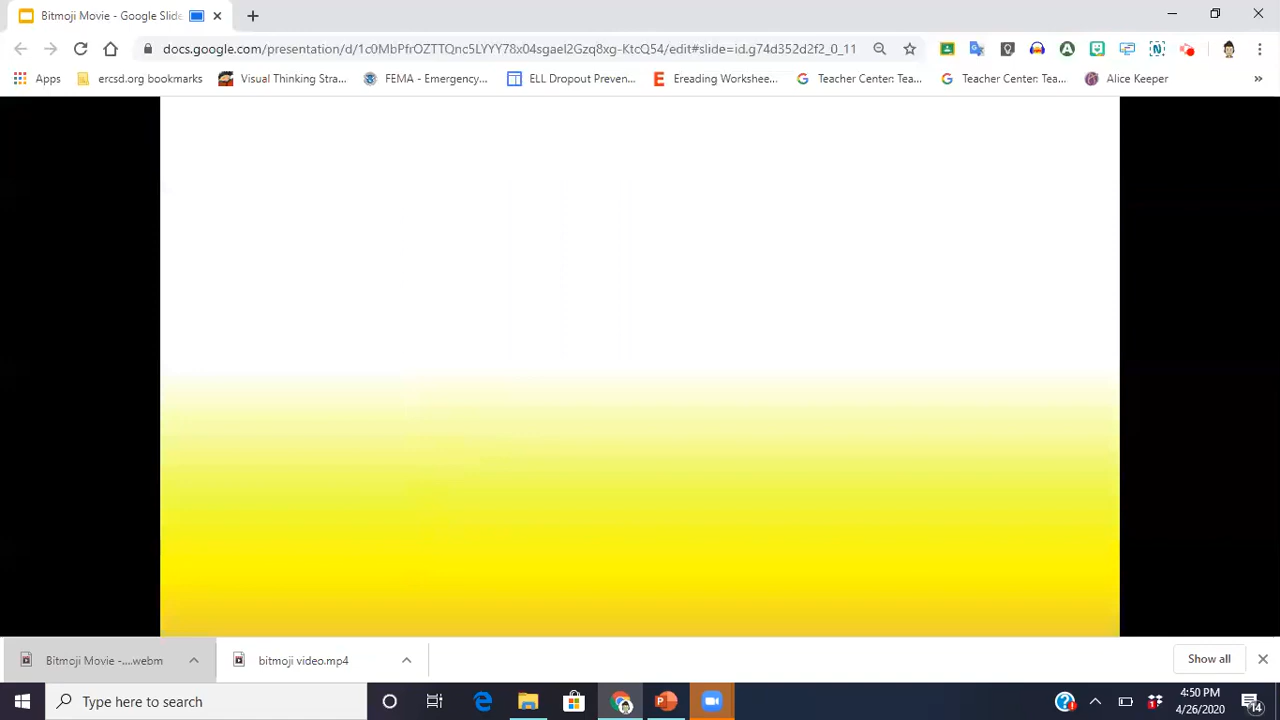 Bitmoji Movie - Google Slide
docs.google.com/presentation/d/1c0MbPfrOZTTQnc5LYYY78x04sgael2Gzq8xg-KtcQ54/edit#slide=id.g74d352d2f2_0_11
Apps ercsd.org bookmarks Visual Thinking Stra... FEMA - Emergency... ELL Dropout Preven... Ereading Workshee... Teacher Center: Tea... Teacher Center: Tea... Alice Keeper »
Bitmoji Movie -....webm bitmoji video.mp4 Show all
Type here to search
4:50 PM
4/26/2020
14